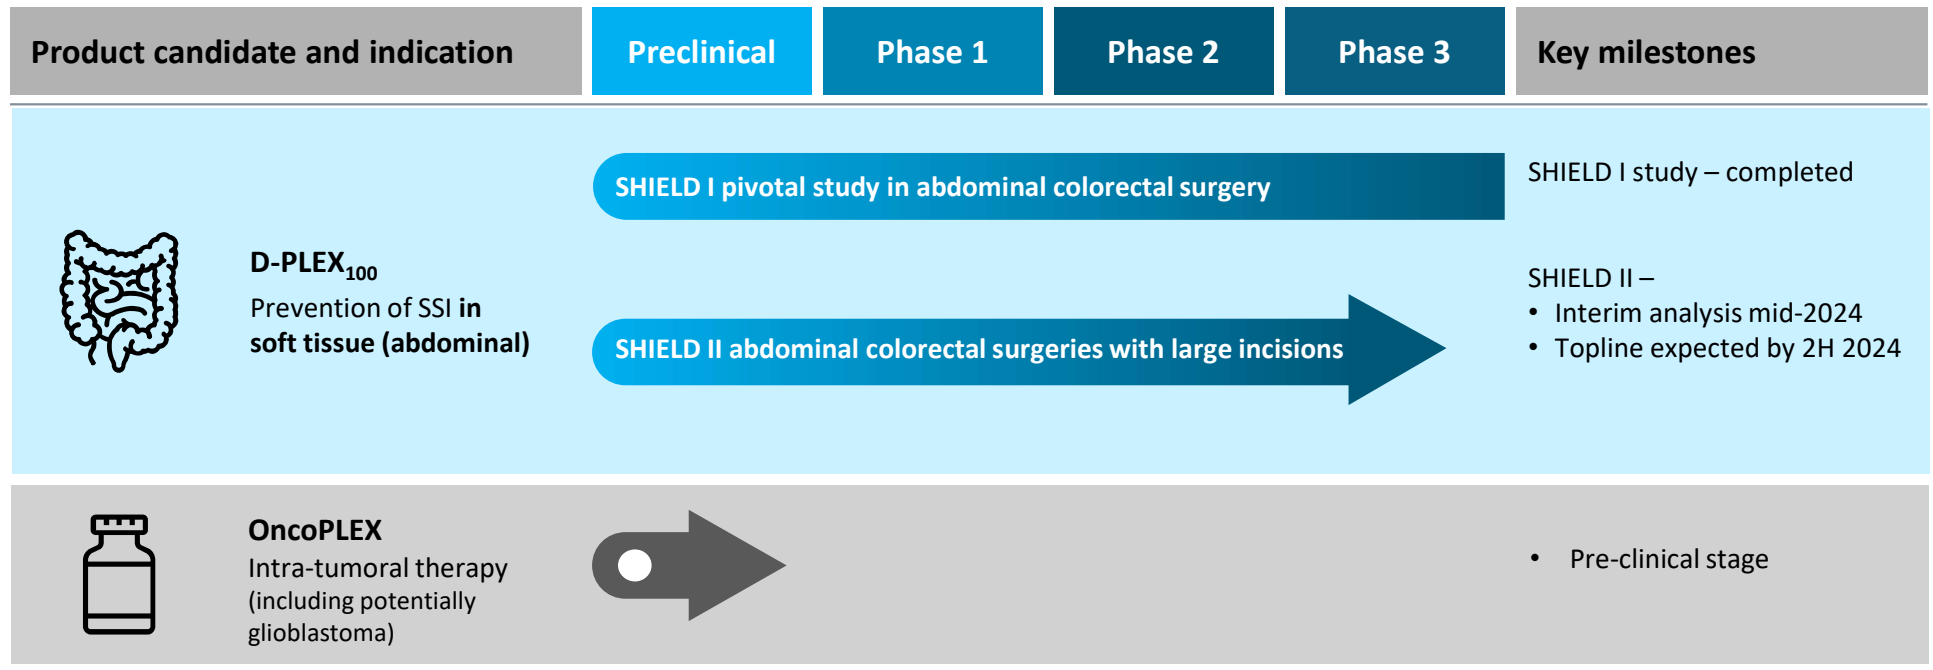 Product candidate and indication
Preclinical
Phase 1
Phase 2
Phase 3
Key milestones
D-PLEX100
Prevention of SSI in
soft tissue (abdominal)
SHIELD I pivotal study in abdominal colorectal surgery
SHIELD I study – completed
SHIELD II abdominal colorectal surgeries with large incisions
SHIELD II –
• Interim analysis mid-2024
• Topline expected by 2H 2024
OncoPLEX
Intra-tumoral therapy
(including potentially
glioblastoma)
• Pre-clinical stage